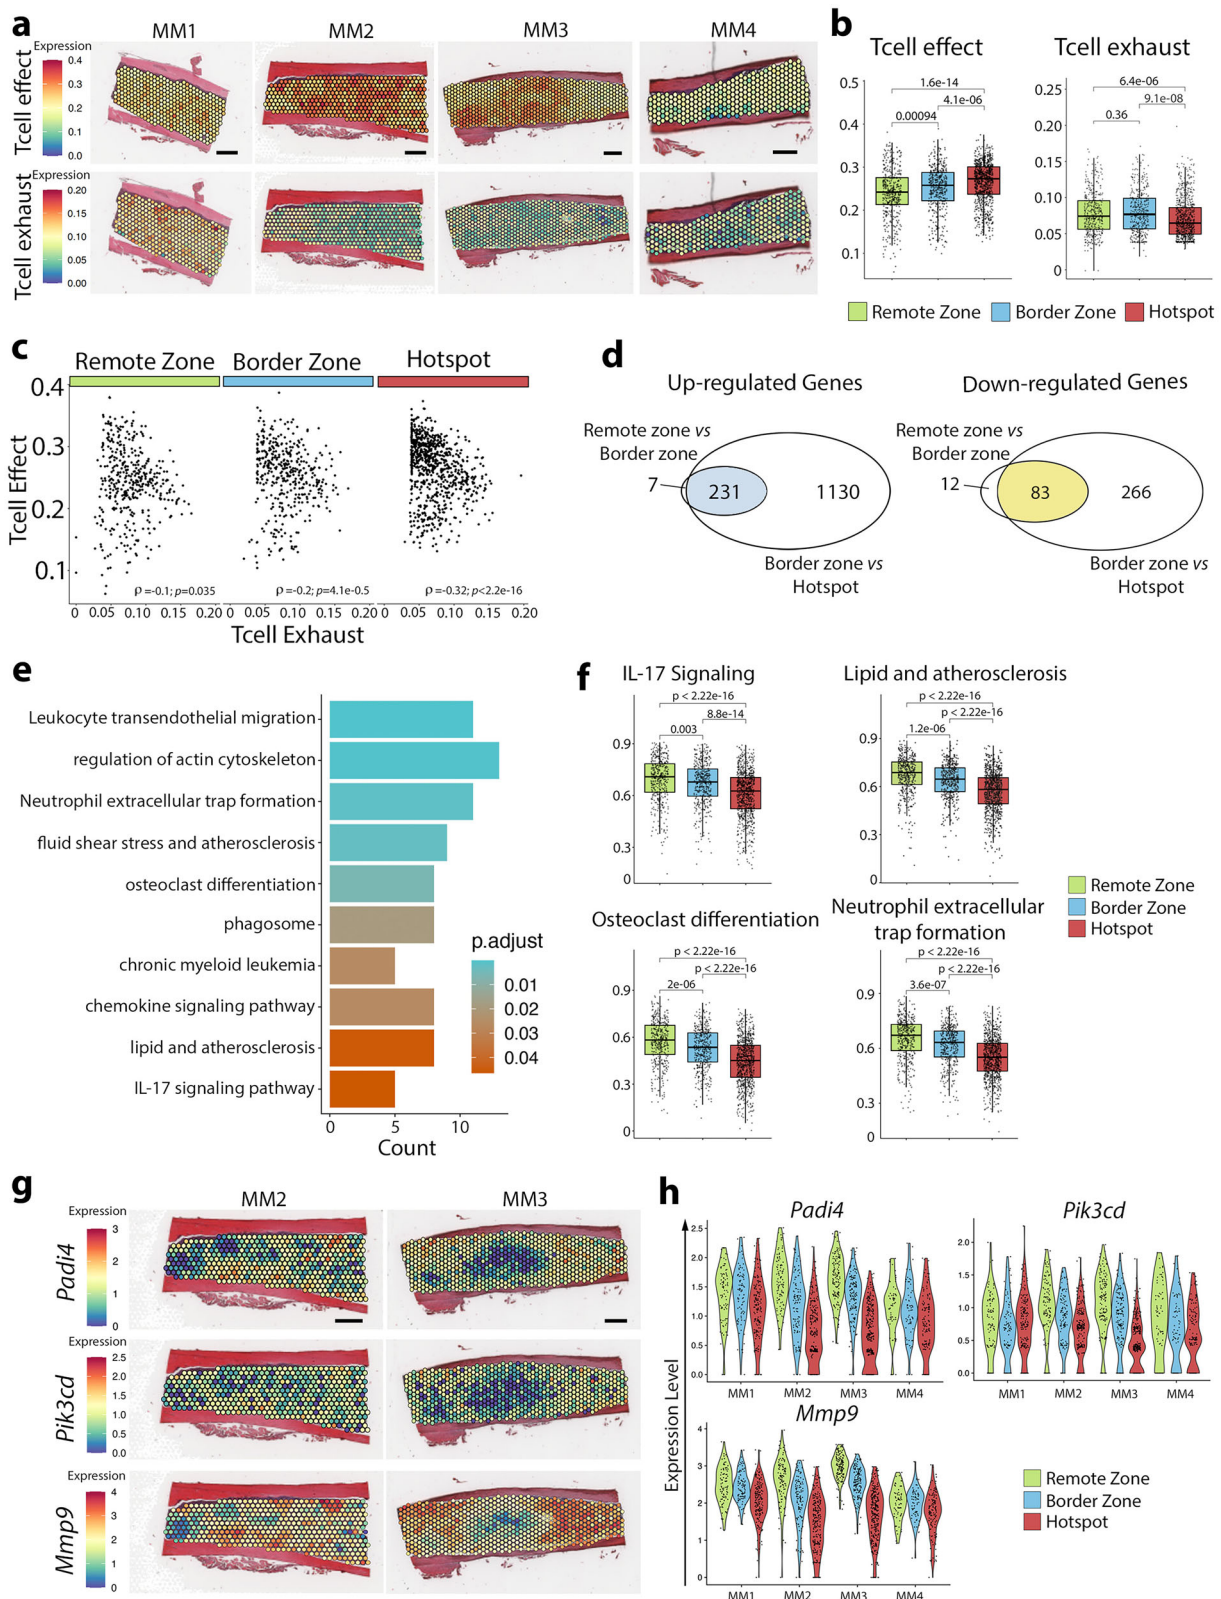 a
MM1 MM2 MM3 MM4
Tcell effect
Expression
0.4
0.3
0.2
0.1
0.0
Tcell exhaust
Expression
0.20
0.15
0.10
0.05
0.00
b
Tcell effect Tcell exhaust
1.6e-14
0.00094 4.1e-06
0.5
0.4
0.3
0.2
0.1
6.4e-06
0.36 9.1e-08
0.25
0.20
0.15
0.10
0.05
0
Remote Zone Border Zone Hotspot
c
Remote Zone Border Zone Hotspot
Tcell Effect
0.4
0.3
0.2
0.1
ρ =-0.1; p=0.035 ρ =-0.2; p=4.1e-0.5 ρ =-0.32; p<2.2e-16
0 0.05 0.10 0.15 0.20 0 0.05 0.10 0.15 0.20 0 0.05 0.10 0.15 0.20
Tcell Exhaust
d
Up-regulated Genes
Remote zone vs
Border zone
7 231 1130
Border zone vs
Hotspot
Down-regulated Genes
Remote zone vs
Border zone
12 83 266
Border zone vs
Hotspot
e
Leukocyte transendothelial migration
regulation of actin cytoskeleton
Neutrophil extracellular trap formation
fluid shear stress and atherosclerosis
osteoclast differentiation
phagosome
chronic myeloid leukemia
chemokine signaling pathway
lipid and atherosclerosis
IL-17 signaling pathway
0 5 10
Count
p.adjust
0.01
0.02
0.03
0.04
f
IL-17 Signaling
p < 2.22e-16
8.8e-14
0.003
0.9
0.6
0.3
0
Lipid and atherosclerosis
p < 2.22e-16
p < 2.22e-16
1.2e-06
0.9
0.6
0.3
0
Osteoclast differentiation
p < 2.22e-16
p < 2.22e-16
2e-06
0.9
0.6
0.3
0
Neutrophil extracellular
trap formation
p < 2.22e-16
p < 2.22e-16
3.6e-07
0.9
0.6
0.3
0
Remote Zone
Border Zone
Hotspot
g
MM2 MM3
Padi4
Expression
3
2
1
0
Pik3cd
Expression
2.5
2.0
1.5
1.0
0.5
0.0
Mmp9
Expression
4
3
2
1
0
h
Expression Level
Padi4
2.5
2.0
1.5
1.0
0.5
0.0
MM1 MM2 MM3 MM4
Pik3cd
2.0
1.5
1.0
0.5
0.0
MM1 MM2 MM3 MM4
Mmp9
4
3
2
1
0
MM1 MM2 MM3 MM4
Remote Zone
Border Zone
Hotspot